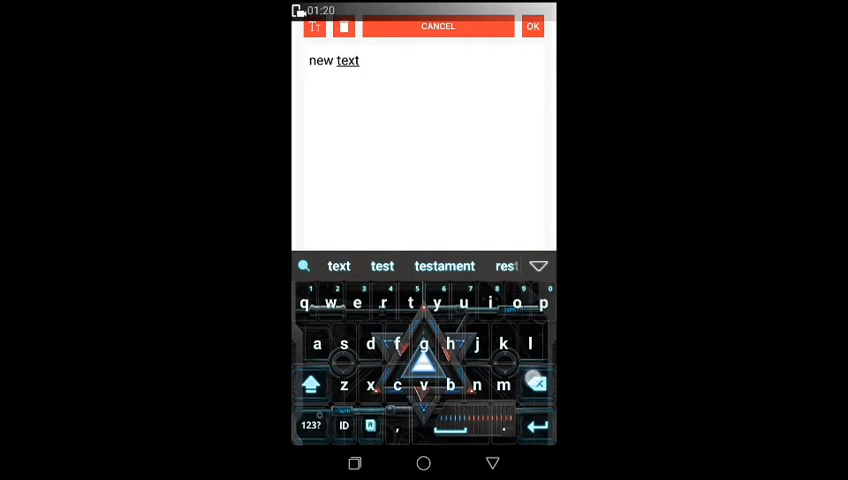 01:20
TT CANCEL OK
new text
text test testament rest
1 2 3 4 5 6 7 8 9 0
q w e r t y u i o p
a s d f g h j k l
z x c v b n m
123? ID , .